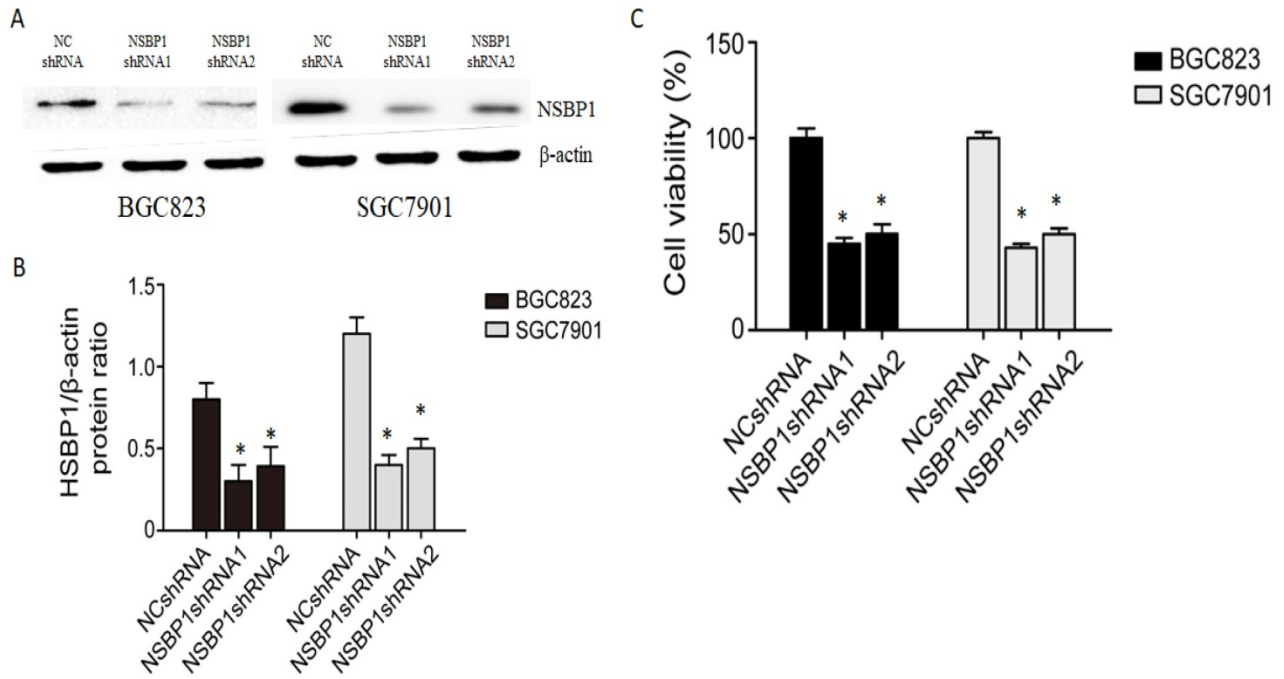 A
NC NSBP1 NSBP1 NC NSBP1 NSBP1
shRNA shRNA1 shRNA2 shRNA shRNA1 shRNA2
NSBP1
β-actin
BGC823 SGC7901
B
HSBP1/β-actin
protein ratio
1.5
1.0
0.5
0
* * * *
BGC823
SGC7901
NCshRNA
NSBP1shRNA1
NSBP1shRNA2
NCshRNA
NSBP1shRNA1
NSBP1shRNA2
C
Cell viability (%)
150
100
50
0
* * * *
BGC823
SGC7901
NCshRNA
NSBP1shRNA1
NSBP1shRNA2
NCshRNA
NSBP1shRNA1
NSBP1shRNA2